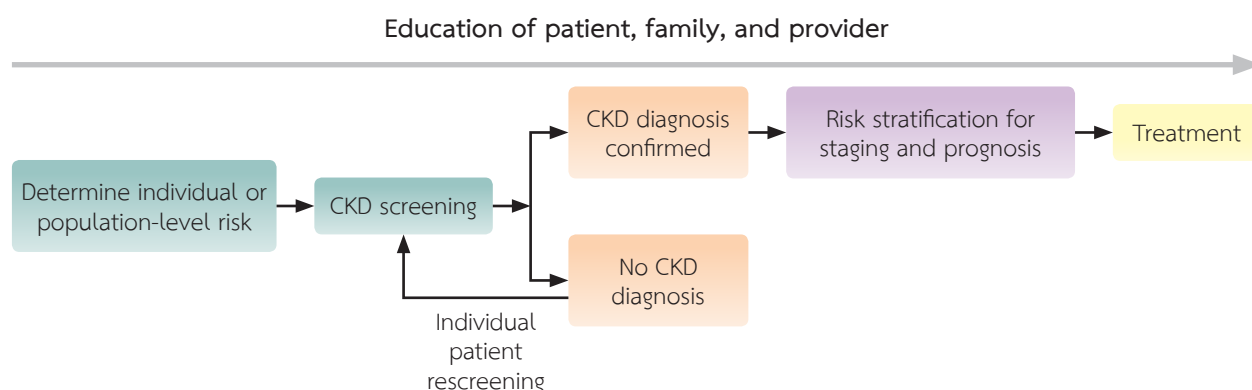 Education of patient, family, and provider
Determine individual or
population-level risk
CKD screening
CKD diagnosis
confirmed
Risk stratification for
staging and prognosis
Treatment
No CKD
diagnosis
Individual
patient
rescreening